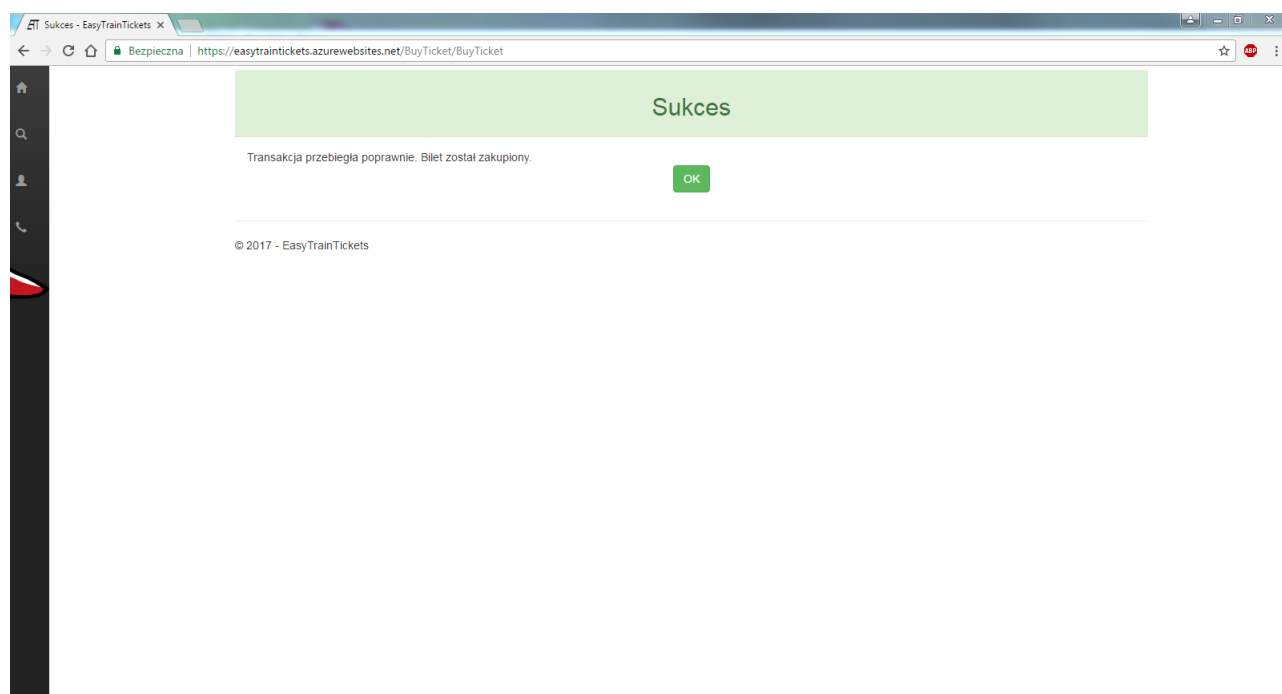 Sukces - EasyTrainTickets
Bezpieczna | https://easytraintickets.azurewebsites.net/BuyTicket/BuyTicket
ABP
Sukces
Transakcja przebiegła poprawnie. Bilet został zakupiony.
OK
© 2017 - EasyTrainTickets